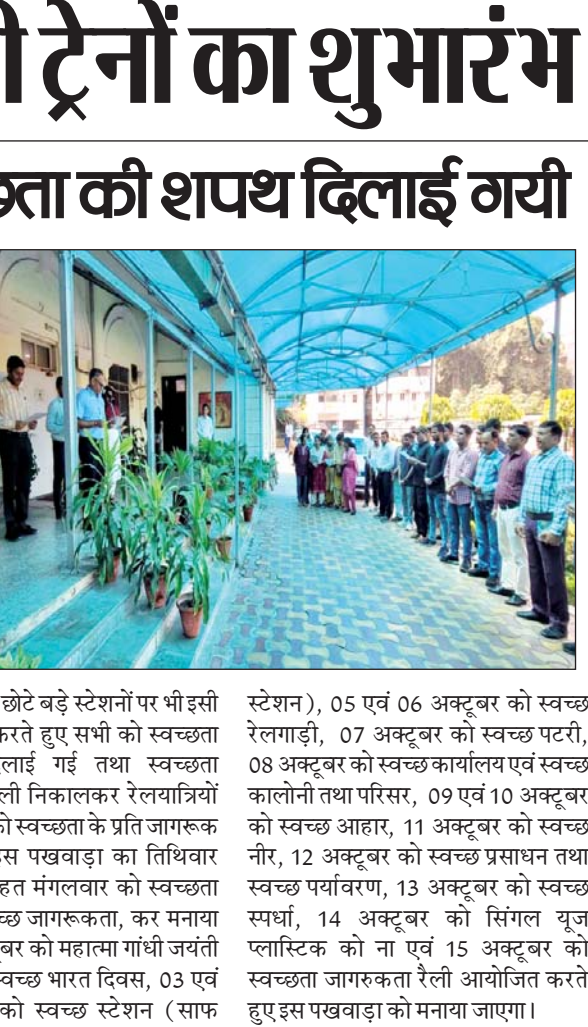 ट्रेनों का शुभारंभ
की शपथ दिलाई गयी
छोटे बड़े स्टेशनों पर भी इसी
करते हुए सभी को स्वच्छता
गई तथा स्वच्छता
निकालकर रेलयात्रियों
स्वच्छता के प्रति जागरूक
पखवाड़ा का तिथिवार
मंगलवार को स्वच्छता
जागरूकता, कर मनाया
को महात्मा गांधी जयंती
स्वच्छ भारत दिवस, 03 एवं
को स्वच्छ स्टेशन (साफ
स्टेशन), 05 एवं 06 अक्टूबर को स्वच्छ
रेलगाड़ी, 07 अक्टूबर को स्वच्छ पटरी,
08 अक्टूबर को स्वच्छ कार्यालय एवं स्वच्छ
कालोनी तथा परिसर, 09 एवं 10 अक्टूबर
को स्वच्छ आहार, 11 अक्टूबर को स्वच्छ
नीर, 12 अक्टूबर को स्वच्छ प्रसाधन तथा
स्वच्छ पर्यावरण, 13 अक्टूबर को स्वच्छ
स्पर्धा, 14 अक्टूबर को सिंगल यूज
प्लास्टिक को ना एवं 15 अक्टूबर को
स्वच्छता जागरुकता रैली आयोजित करते
हुए इस पखवाड़ा को मनाया जाएगा।